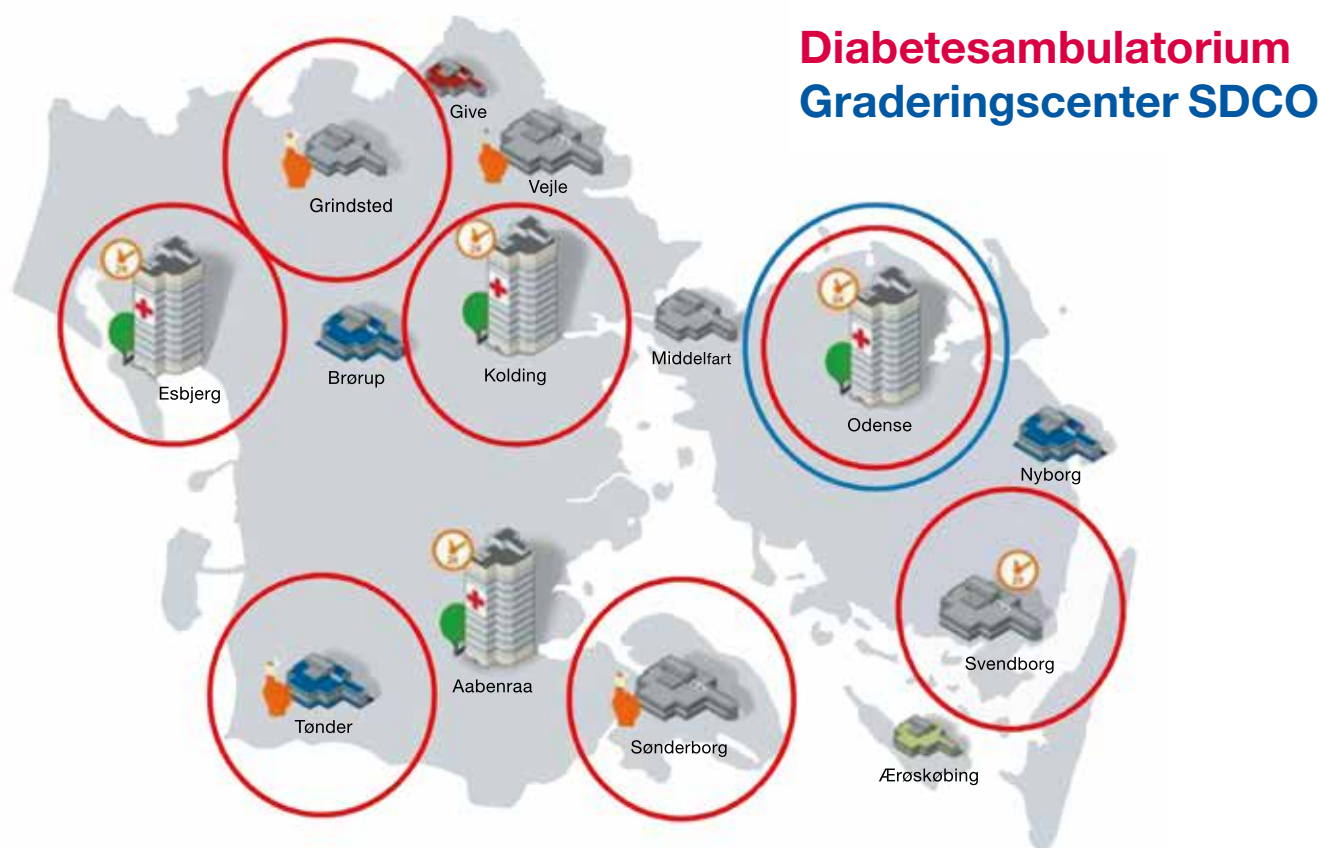 Diabetesambulatorium
Graderingscenter SDCO
Give
Vejle
Grindsted
Middelfart
Brørup
Kolding
Esbjerg
Odense
Nyborg
Svendborg
Aabenraa
Tønder
Sønderborg
Ærøskøbing